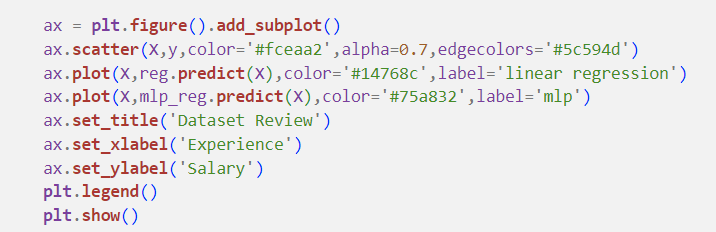 ax = plt.figure().add_subplot()
ax.scatter(X,y,color='#fceaa2',alpha=0.7,edgecolors='#5c594d')
ax.plot(X,reg.predict(X),color='#14768c',label='linear regression')
ax.plot(X,mlp_reg.predict(X),color='#75a832',label='mlp')
ax.set_title('Dataset Review')
ax.set_xlabel('Experience')
ax.set_ylabel('Salary')
plt.legend()
plt.show()